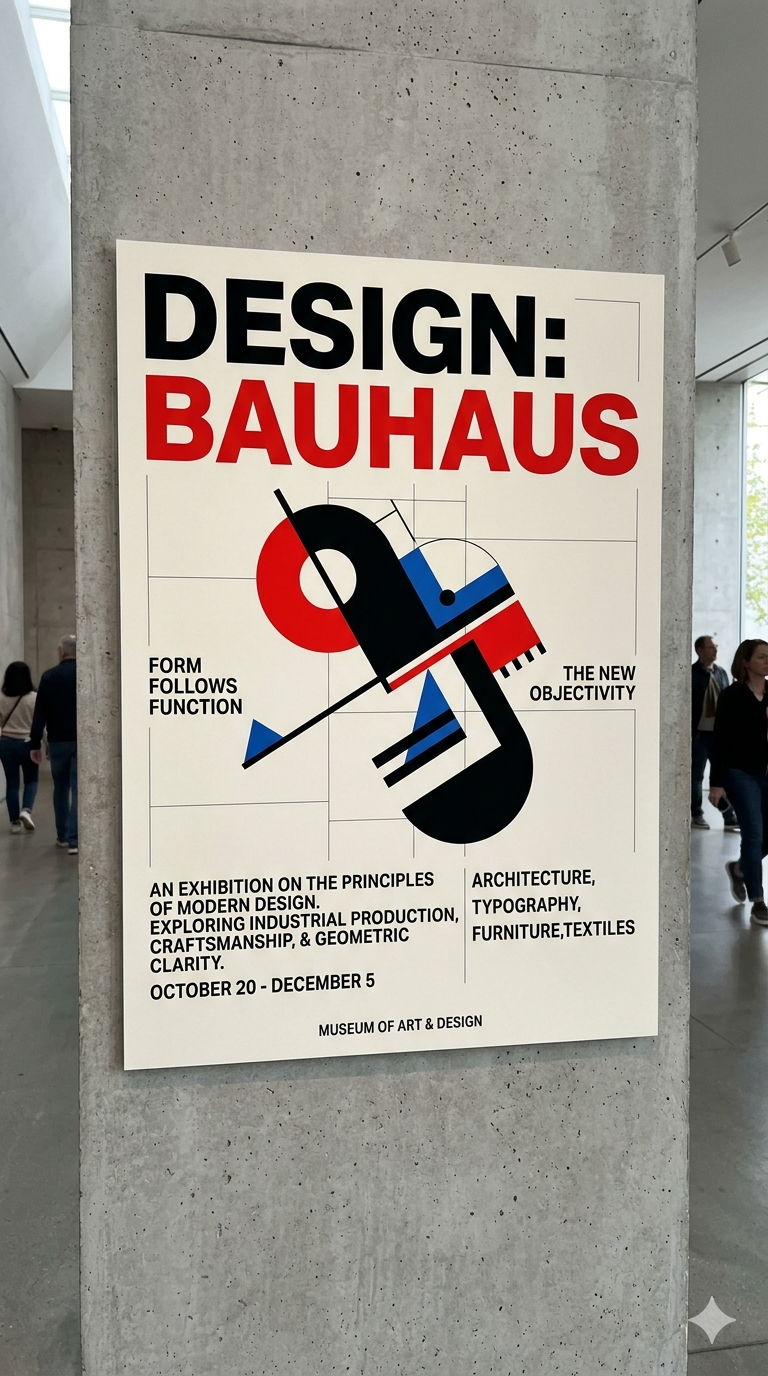 DESIGN:
BAUHAUS
FORM
FOLLOWS
FUNCTION
THE NEW
OBJECTIVITY
AN EXHIBITION ON THE PRINCIPLES
OF MODERN DESIGN.
EXPLORING INDUSTRIAL PRODUCTION,
CRAFTSMANSHIP, & GEOMETRIC
CLARITY.
OCTOBER 20 - DECEMBER 5
ARCHITECTURE,
TYPOGRAPHY,
FURNITURE,TEXTILES
MUSEUM OF ART & DESIGN